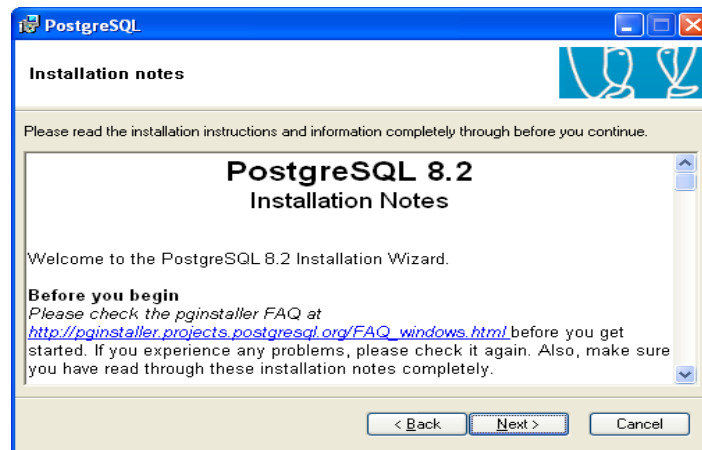 PostgreSQL
Installation notes
Please read the installation instructions and information completely through before you continue.
PostgreSQL 8.2
Installation Notes
Welcome to the PostgreSQL 8.2 Installation Wizard.
Before you begin
Please check the pginstaller FAQ at
http://pginstaller.projects.postgresql.org/FAQ_windows.html before you get
started. If you experience any problems, please check it again. Also, make sure
you have read through these installation notes completely.
< Back Next > Cancel